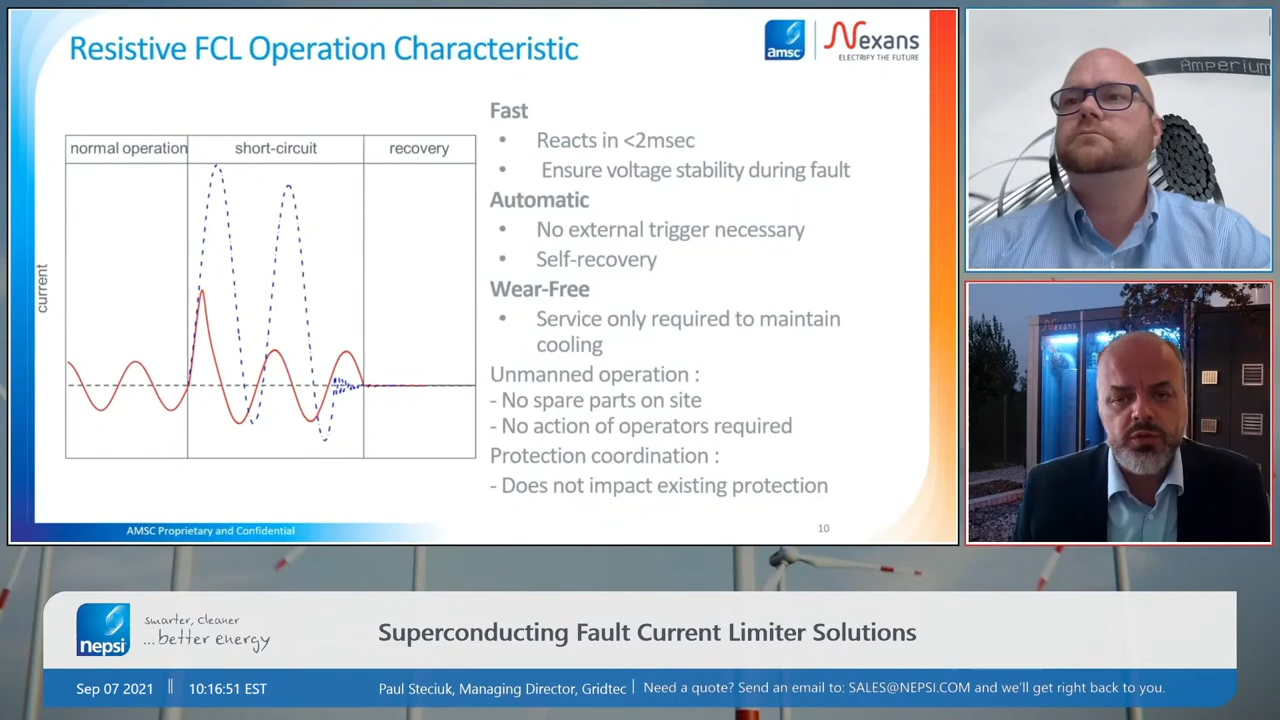 Resistive FCL Operation Characteristic
amsc
Nexans
ELECTRIFY THE FUTURE
normal operation
short-circuit
recovery
current
Fast
• Reacts in <2msec
• Ensure voltage stability during fault
Automatic
• No external trigger necessary
• Self-recovery
Wear-Free
• Service only required to maintain
cooling
Unmanned operation :
- No spare parts on site
- No action of operators required
Protection coordination :
- Does not impact existing protection
AMSC Proprietary and Confidential
10
Amperium
Nexans
nepsi
smarter, cleaner
...better energy
Superconducting Fault Current Limiter Solutions
Sep 07 2021
10:16:51 EST
Paul Steciuk, Managing Director, Gridtec
Need a quote? Send an email to: SALES@NEPSI.COM and we'll get right back to you.